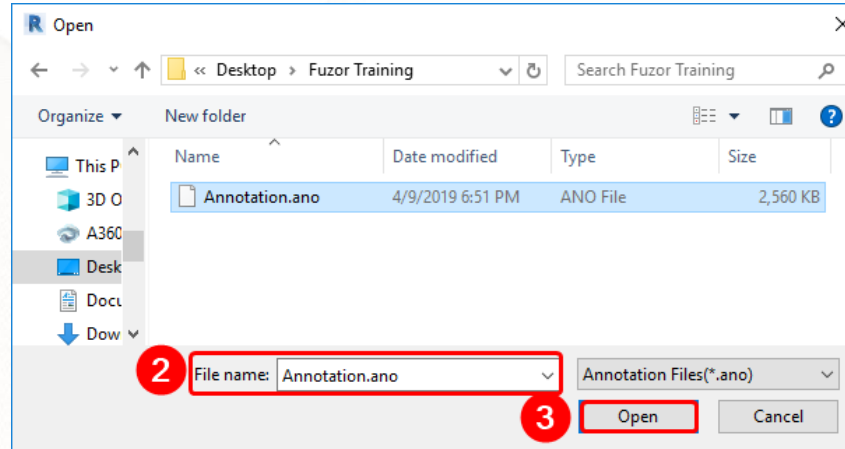 R Open
« Desktop > Fuzor Training
Search Fuzor Training
Organize
New folder
?
Name
Date modified
Type
Size
Annotation.ano
4/9/2019 6:51 PM
ANO File
2,560 KB
This P
3D O
A360
Desk
Docu
Dow
2
File name:
Annotation.ano
Annotation Files(*.ano)
3
Open
Cancel